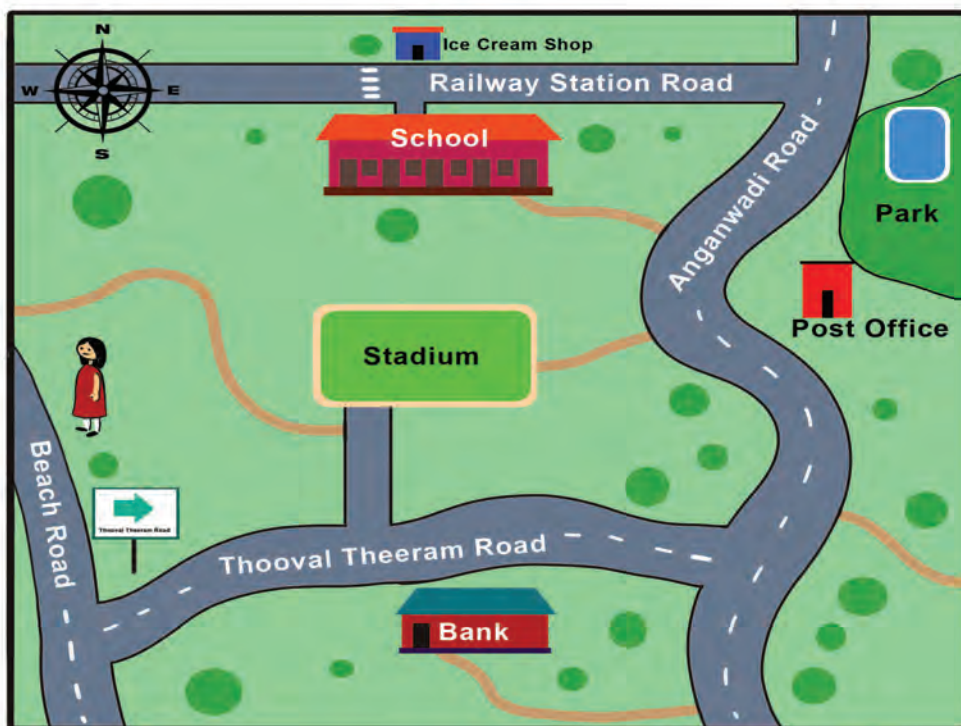 N
Ice Cream Shop
W
E
Railway Station Road
S
School
Anganwadi Road
Park
Post Office
Stadium
Beach Road
Thooval Theeram Road
Thooval Theeram Road
Bank